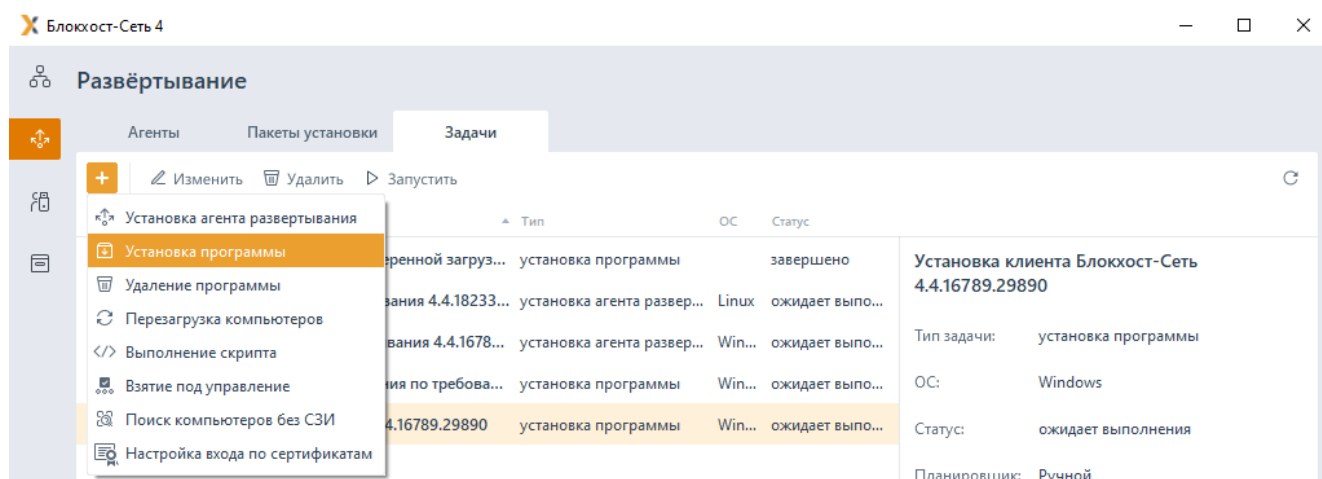 Блокхост-Сеть 4
Развёртывание
Агенты Пакеты установки Задачи
Изменить Удалить Запустить
Установка агента развертывания
Установка программы
Удаление программы
Перезагрузка компьютеров
Выполнение скрипта
Взятие под управление
Поиск компьютеров без СЗИ
Настройка входа по сертификатам
Тип ОС Статус
еренной загруз... установка программы завершено
вания 4.4.18233... установка агента развер... Linux ожидает выпо...
вания 4.4.1678... установка агента развер... Win... ожидает выпо...
ия по требова... установка программы Win... ожидает выпо...
4.16789.29890 установка программы Win... ожидает выпо...
Установка клиента Блокхост-Сеть
4.4.16789.29890
Тип задачи: установка программы
ОС: Windows
Статус: ожидает выполнения
Планировщик: Ручной